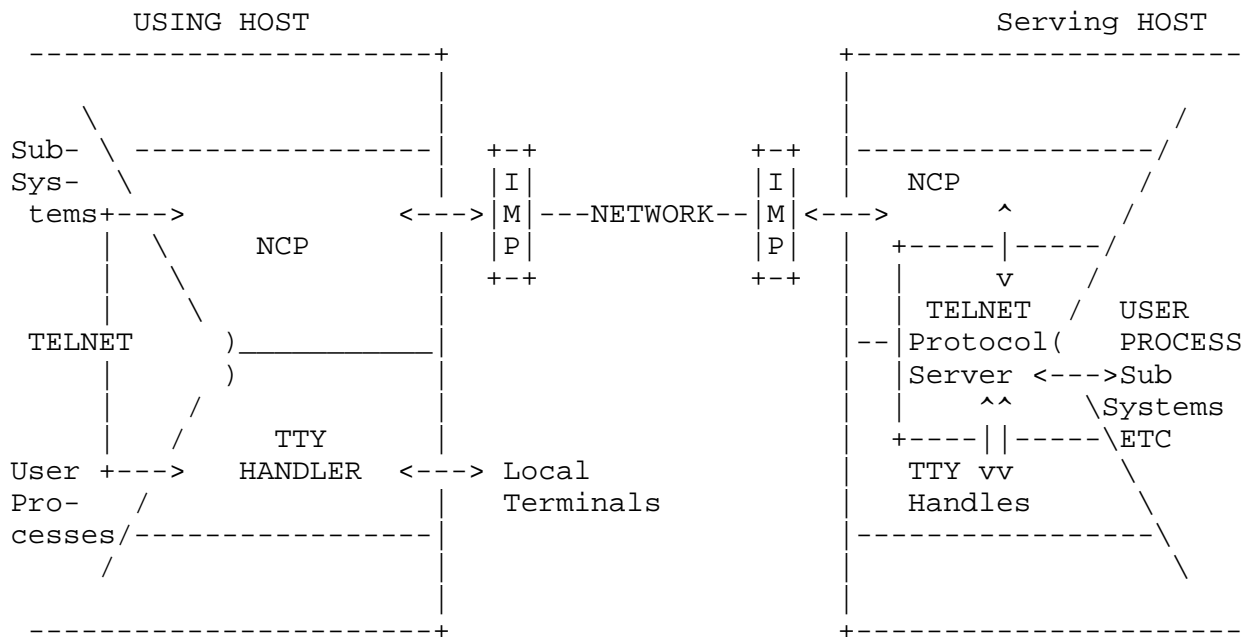 USING HOST Serving HOST
Sub-
Sys- I I NCP
tems M NETWORK M
NCP P P
TELNET USER
TELNET Protocol PROCESS
Server Sub
Systems
TTY ETC
User HANDLER Local TTY
Pro- Terminals Handles
cesses